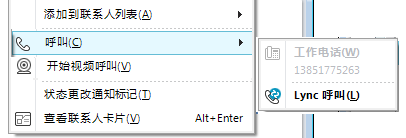 添加到联系人列表(A)
呼叫(C)
开始视频呼叫(V)
状态更改通知标记(T)
查看联系人卡片(V) Alt+Enter
工作电话(W)
13851775263
Lync 呼叫(L)